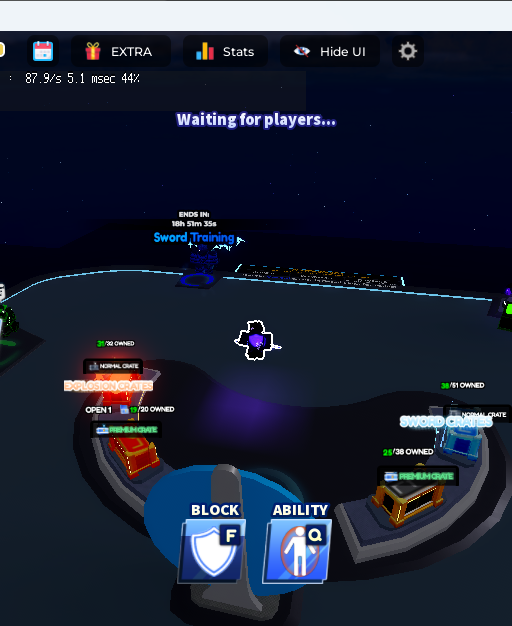 EXTRA
Stats
Hide UI
: 87.9/s 5.1 msec 44%
Waiting for players...
ENDS IN:
18h 51m 35s
Sword Training
/32 OWNED
NORMAL CRATE
EXPLOSION CRATES
OPEN 1
19/20 OWNED
PREMIUM CRATE
/51 OWNED
NORMAL CRATE
SWORD CRATES
25/38 OWNED
PREMIUM CRATE
BLOCK
F
ABILITY
Q